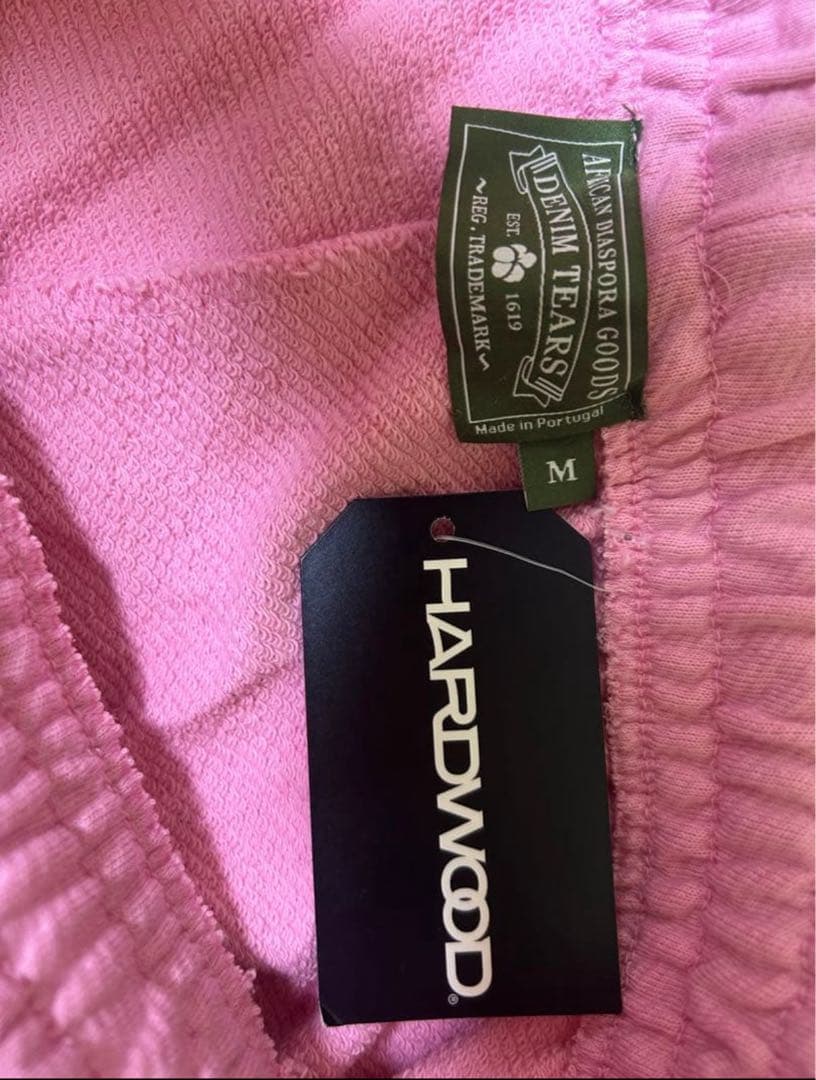 AFRICAN DIASPORA GOODS
DENIM TEARS
EST. 1619
~REG. TRADEMARK~
Made in Portugal
M
HARDWOOD®